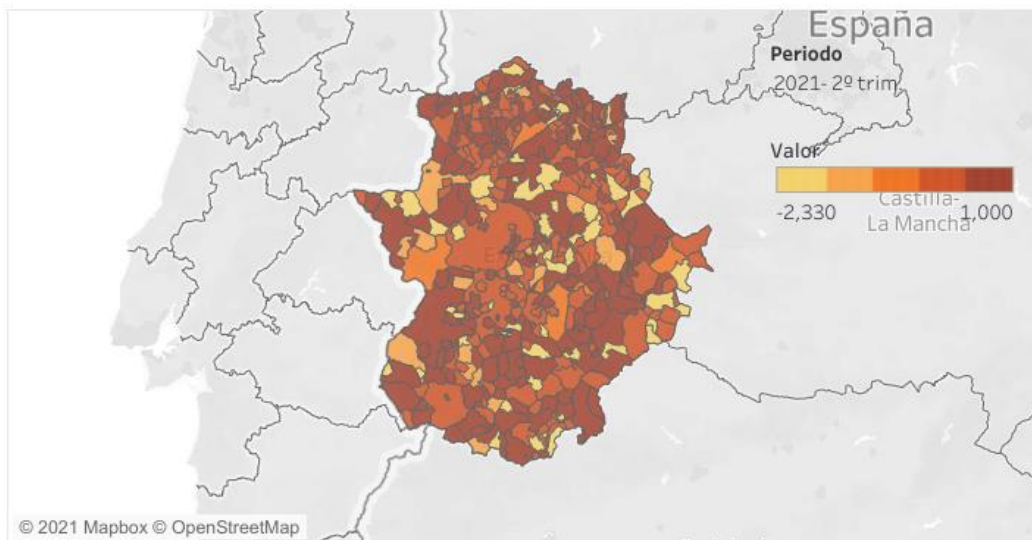 España
Periodo
2021- 2º trim
Valor
-2,330
1,000
Castilla-
La Mancha
© 2021 Mapbox © OpenStreetMap